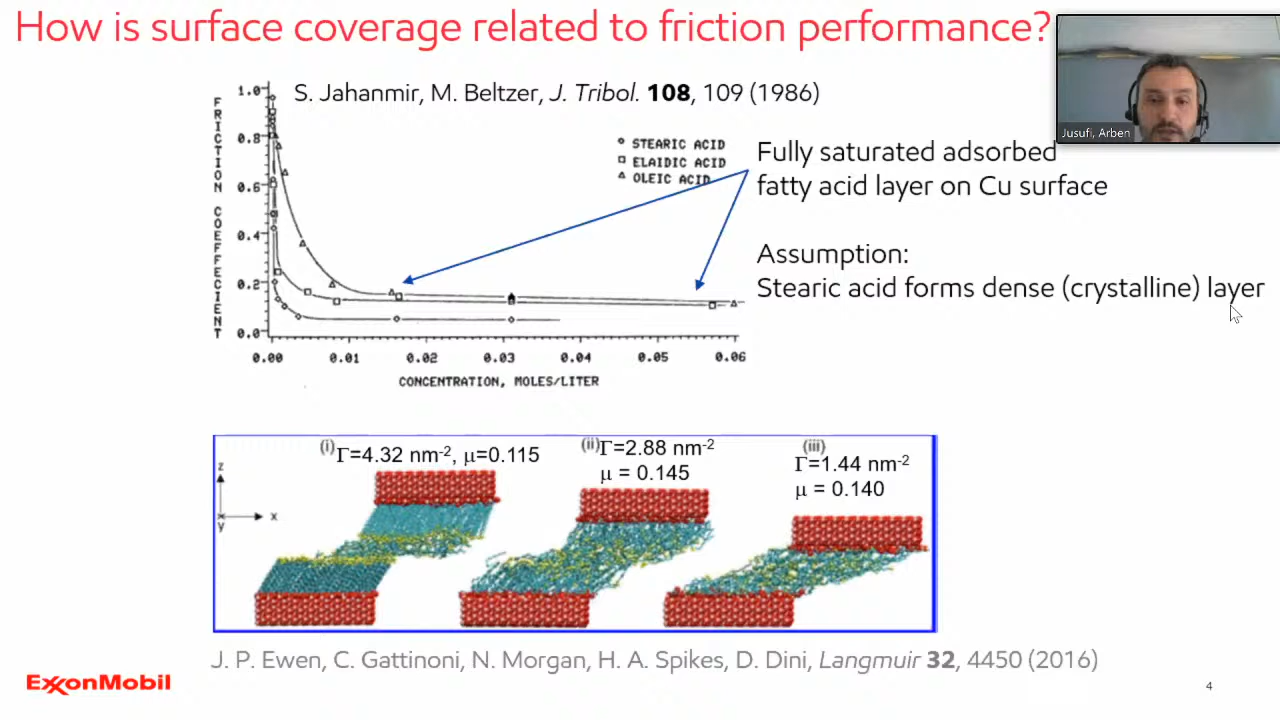 How is surface coverage related to friction performance?
Jusufi, Arben
S. Jahanmir, M. Beltzer, J. Tribol. 108, 109 (1986)
FRICTION COEFFECIENT
1.0
0.8
0.6
0.4
0.2
0.0
STEARIC ACID
ELAIDIC ACID
OLEIC ACID
0.00 0.01 0.02 0.03 0.04 0.05 0.06
CONCENTRATION, MOLES/LITER
Fully saturated adsorbed
fatty acid layer on Cu surface
Assumption:
Stearic acid forms dense (crystalline) layer
z
x
y
(i) Γ=4.32 nm-2, μ=0.115
(ii) Γ=2.88 nm-2
μ = 0.145
(iii)
Γ=1.44 nm-2
μ = 0.140
J. P. Ewen, C. Gattinoni, N. Morgan, H. A. Spikes, D. Dini, Langmuir 32, 4450 (2016)
ExxonMobil
4